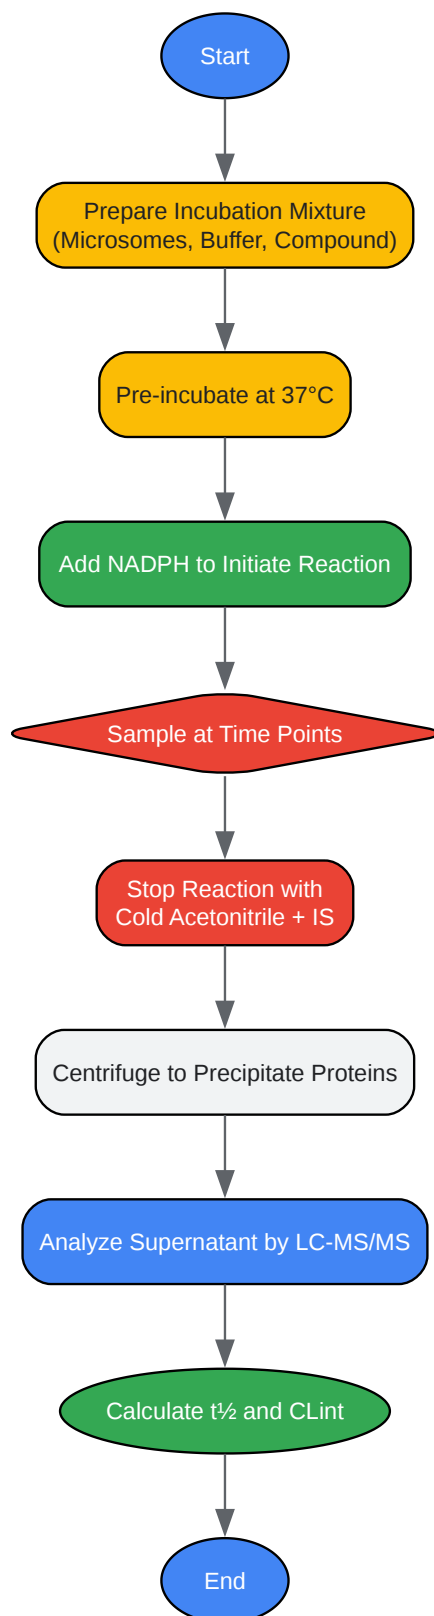 Start
Prepare Incubation Mixture
(Microsomes, Buffer, Compound)
Pre-incubate at 37°C
Add NADPH to Initiate Reaction
Sample at Time Points
Stop Reaction with
Cold Acetonitrile + IS
Centrifuge to Precipitate Proteins
Analyze Supernatant by LC-MS/MS
Calculate t½ and CLint
End